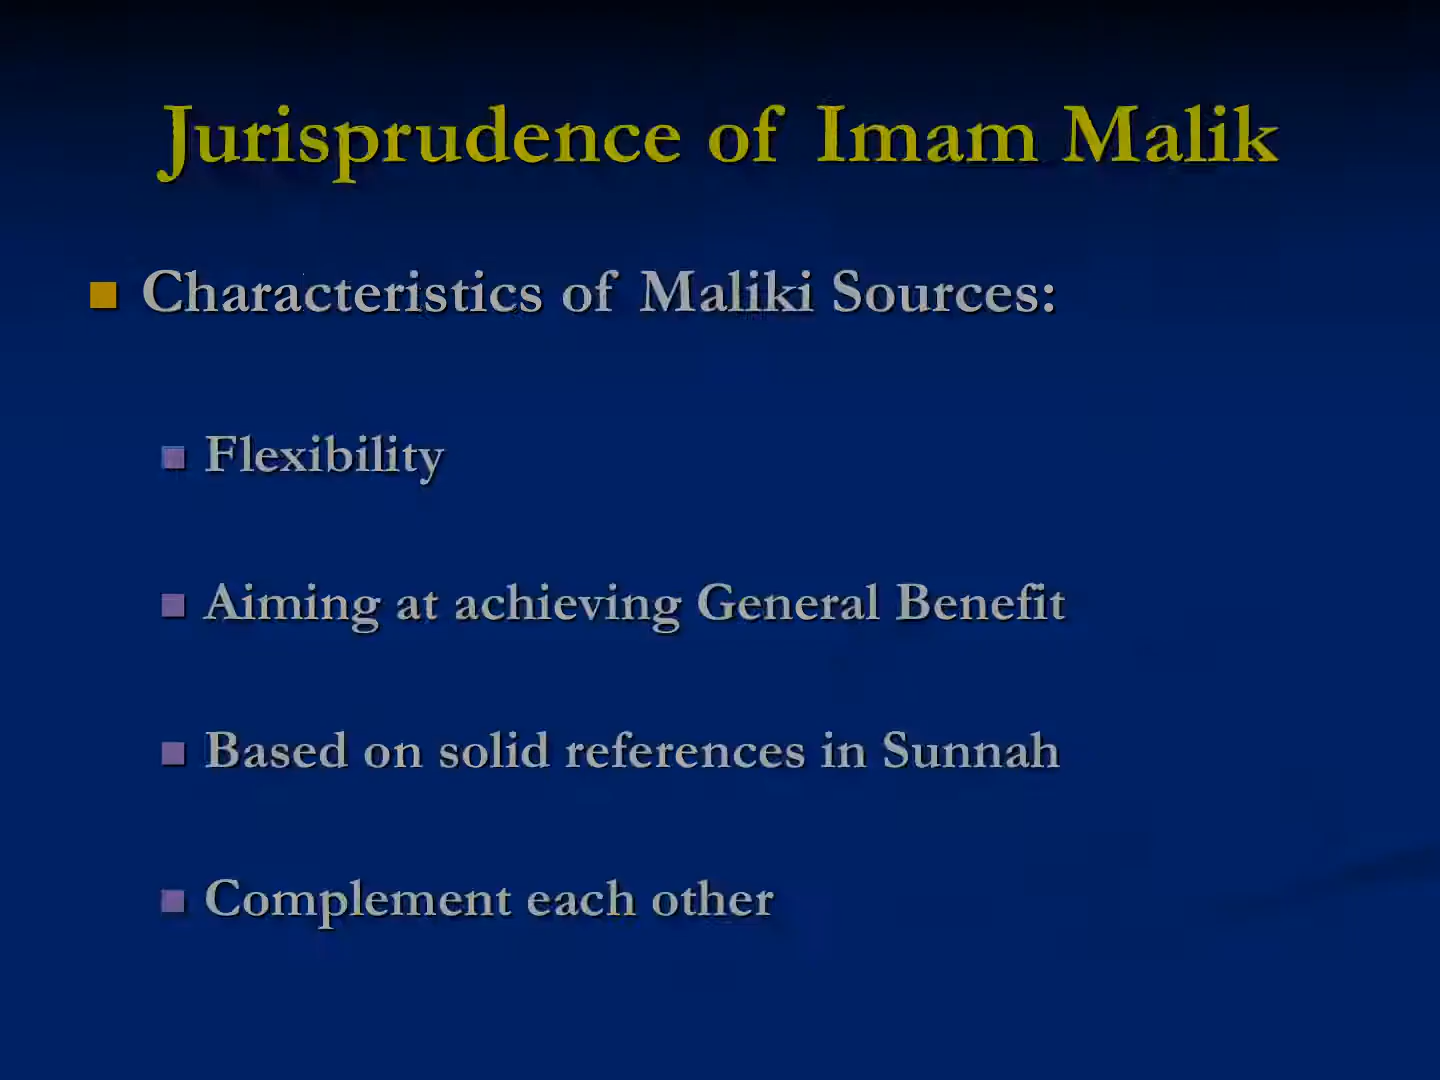 Jurisprudence of Imam Malik
Characteristics of Maliki Sources:
Flexibility
Aiming at achieving General Benefit
Based on solid references in Sunnah
Complement each other